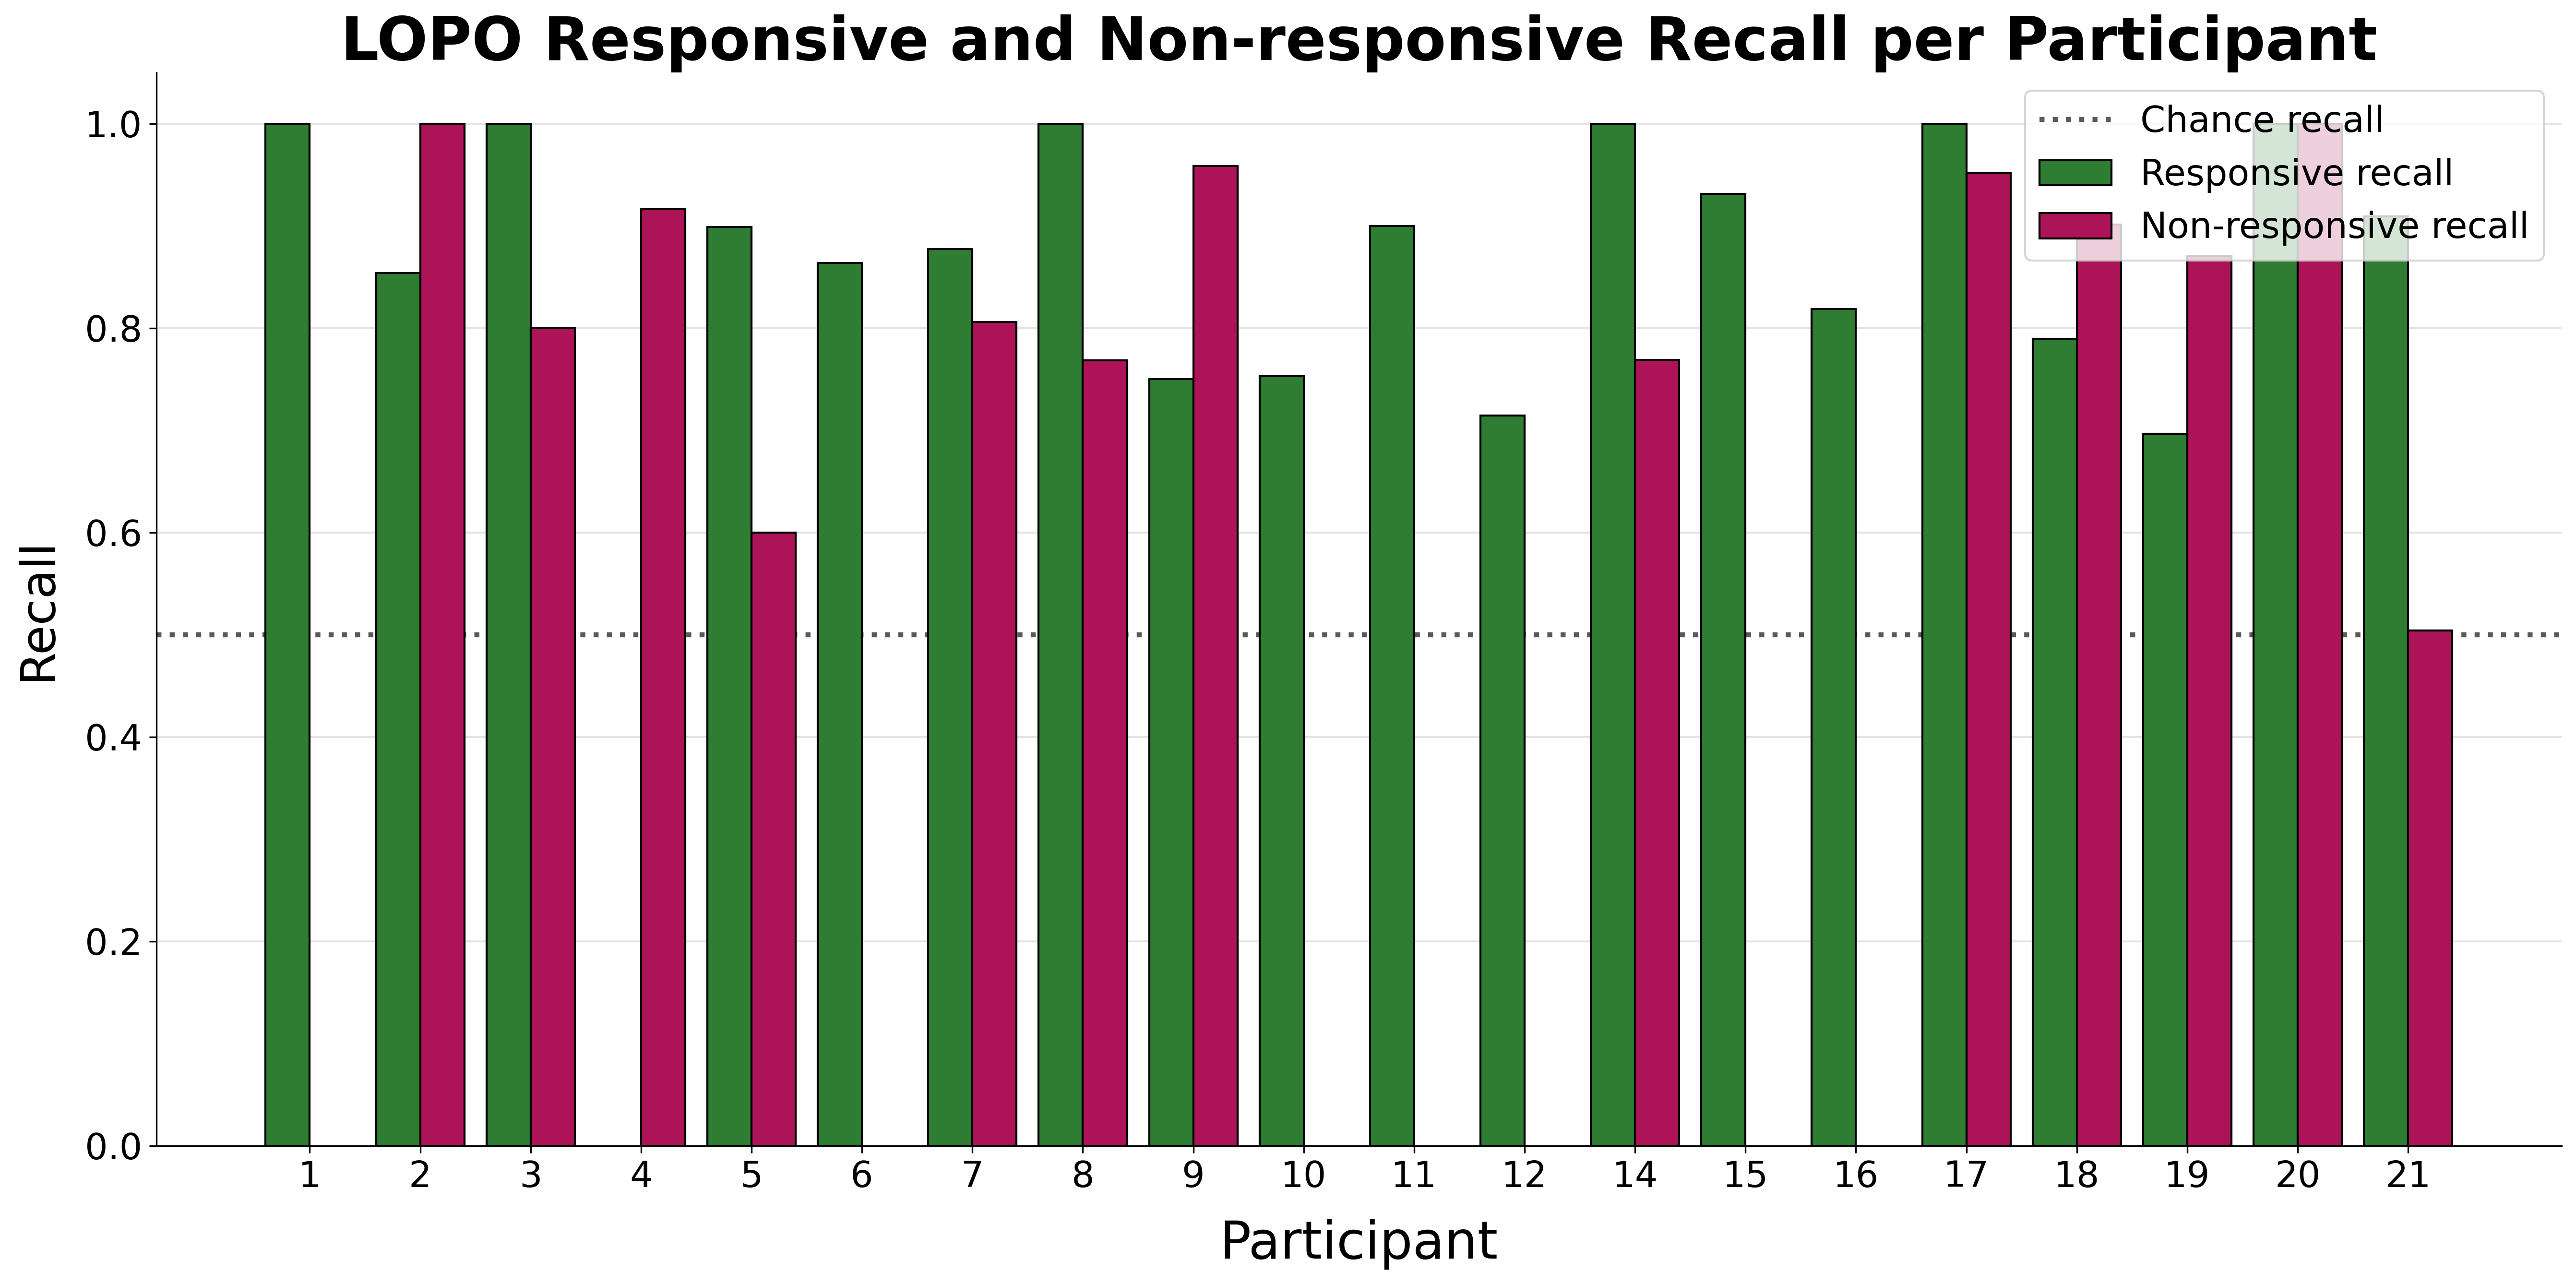 LOPO Responsive and Non-responsive Recall per Participant
Chance recall
Responsive recall
Non-responsive recall
1.0
0.8
0.6
0.4
0.2
0.0
Recall
1 2 3 4 5 6 7 8 9 10 11 12 14 15 16 17 18 19 20 21
Participant